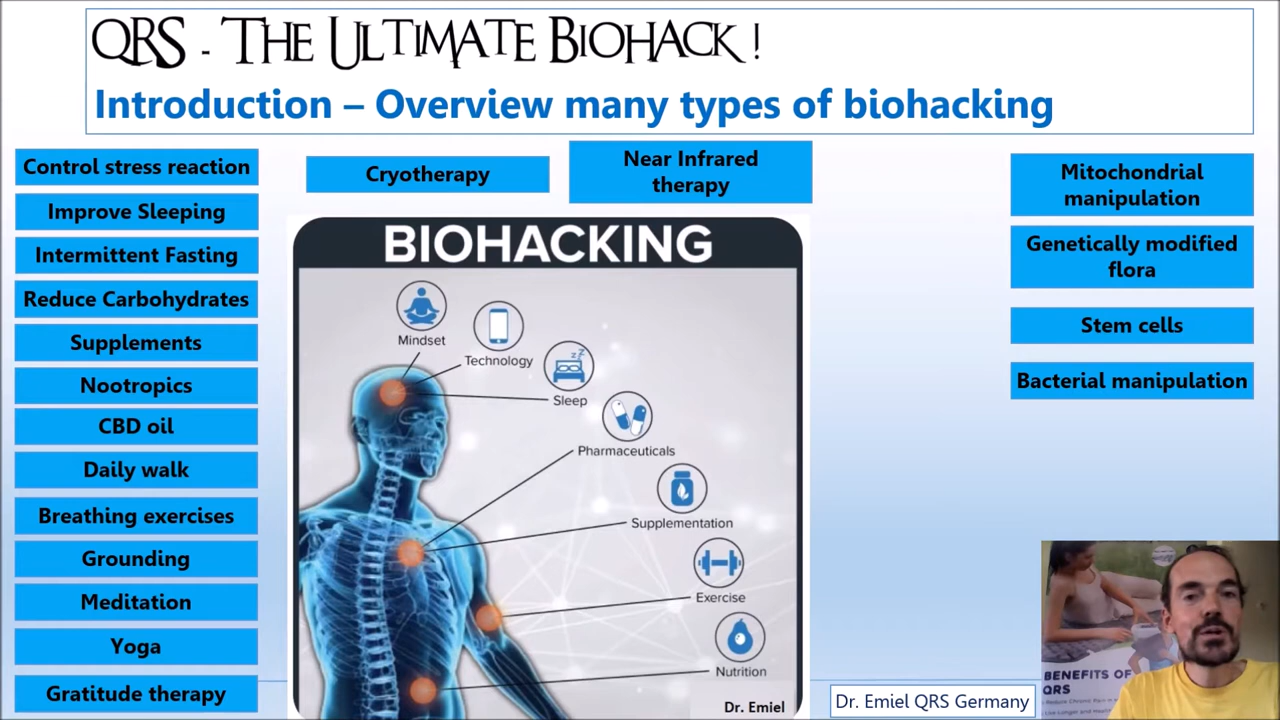 QRS - THE ULTIMATE BIOHACK !
Introduction – Overview many types of biohacking
Control stress reaction
Improve Sleeping
Intermittent Fasting
Reduce Carbohydrates
Supplements
Nootropics
CBD oil
Daily walk
Breathing exercises
Grounding
Meditation
Yoga
Gratitude therapy
Cryotherapy
Near Infrared
therapy
BIOHACKING
Mindset
Technology
Sleep
Pharmaceuticals
Supplementation
Exercise
Nutrition
Dr. Emiel
Mitochondrial
manipulation
Genetically modified
flora
Stem cells
Bacterial manipulation
BENEFITS OF
QRS
Dr. Emiel QRS Germany